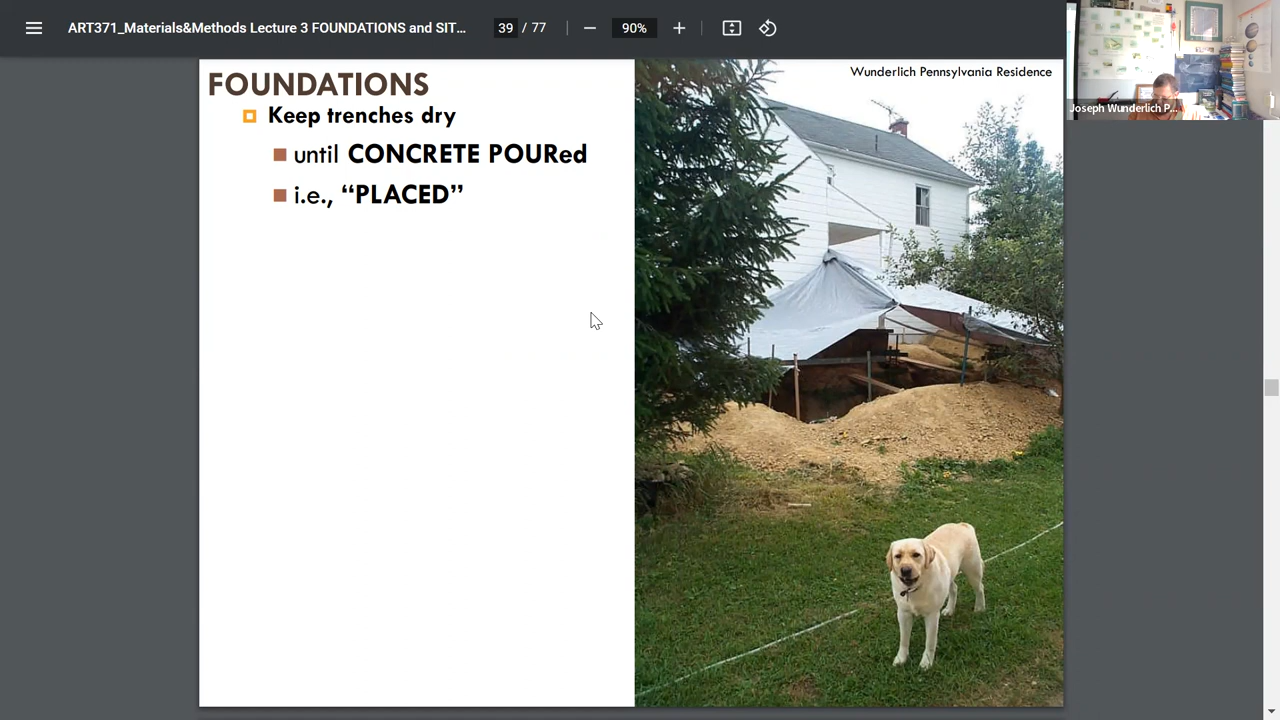 ART371_Materials&Methods Lecture 3 FOUNDATIONS and SIT...
39 / 77
90%
Joseph Wunderlich P...
FOUNDATIONS
Wunderlich Pennsylvania Residence
Keep trenches dry
until CONCRETE POURed
i.e., “PLACED”